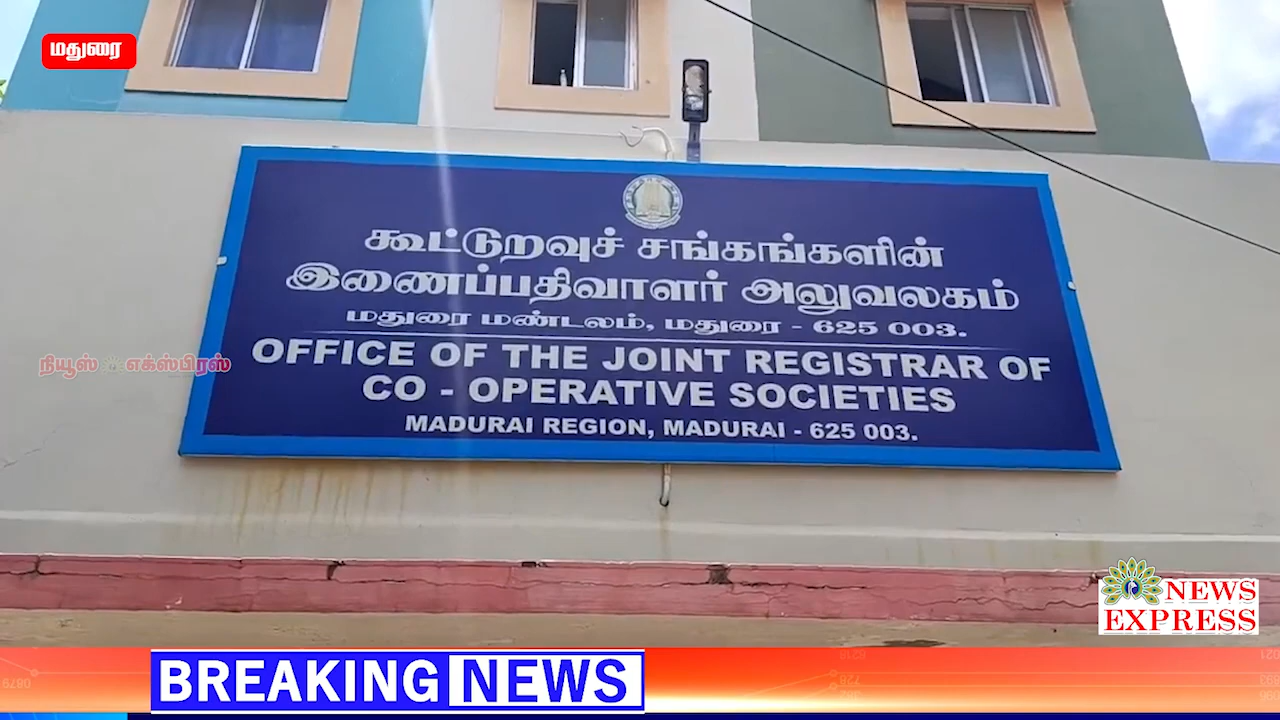 மதுரை
கூட்டுறவுச் சங்கங்களின்
இணைப்பதிவாளர் அலுவலகம்
மதுரை மண்டலம், மதுரை - 625 003.
OFFICE OF THE JOINT REGISTRAR OF
CO - OPERATIVE SOCIETIES
MADURAI REGION, MADURAI - 625 003.
நியூஸ் எக்ஸ்பிரஸ்
NEWS
EXPRESS
BREAKING NEWS